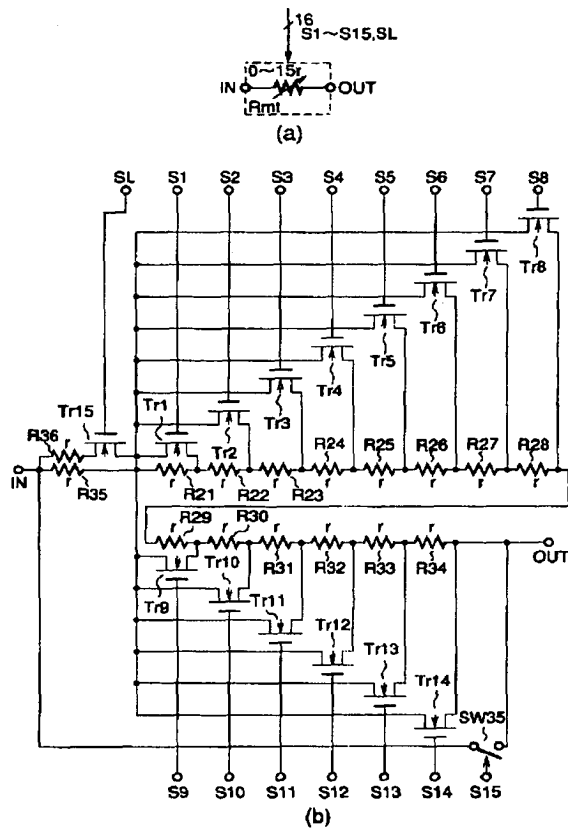 16
S1~S15,SL
0~15r
IN
OUT
Rmt
(a)
SL S1 S2 S3 S4 S5 S6 S7 S8
Tr8
Tr7
Tr6
Tr5
Tr4
Tr3
Tr15 Tr1
Tr2
R36 r
R24 R25 R26 R27 R28
IN
r r r r r r r r r
R35 R21 R22 R23
R29 R30
r r r r r r
R31 R32 R33 R34
OUT
Tr9
Tr10
Tr11
Tr12
Tr13
Tr14
SW35
S9 S10 S11 S12 S13 S14 S15
(b)